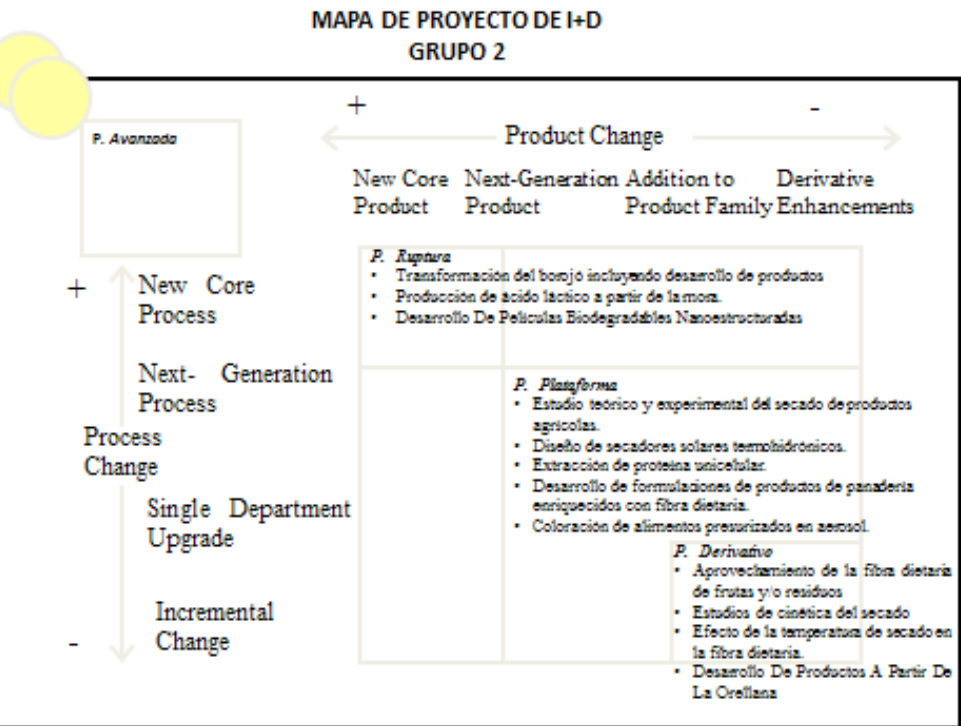 MAPA DE PROYECTO DE I+D
GRUPO 2
+
-
P. Avanzada
Product Change
New Core Next-Generation Addition to Derivative
Product Product Product Family Enhancements
P. Ruptura
• Transformación del borojó incluyendo desarrollo de productos
• Producción de ácido láctico a partir de la mora.
• Desarrollo De Películas Biodegradables Nanoestructuradas
+
New Core
Process
Next- Generation
Process
Process
Change
Single Department
Upgrade
Incremental
Change
-
P. Plataforma
• Estudio teórico y experimental del secado de productos
agrícolas.
• Diseño de secadores solares termohidrónicos.
• Extracción de proteína unicelular.
• Desarrollo de formulaciones de productos de panadería
enriquecidos con fibra dietaria.
• Coloración de alimentos presurizados en aerosol.
P. Derivativo
• Aprovechamiento de la fibra dietaria
de frutas y/o residuos
• Estudios de cinética del secado
• Efecto de la temperatura de secado en
la fibra dietaria.
• Desarrollo De Productos A Partir De
La Orellana